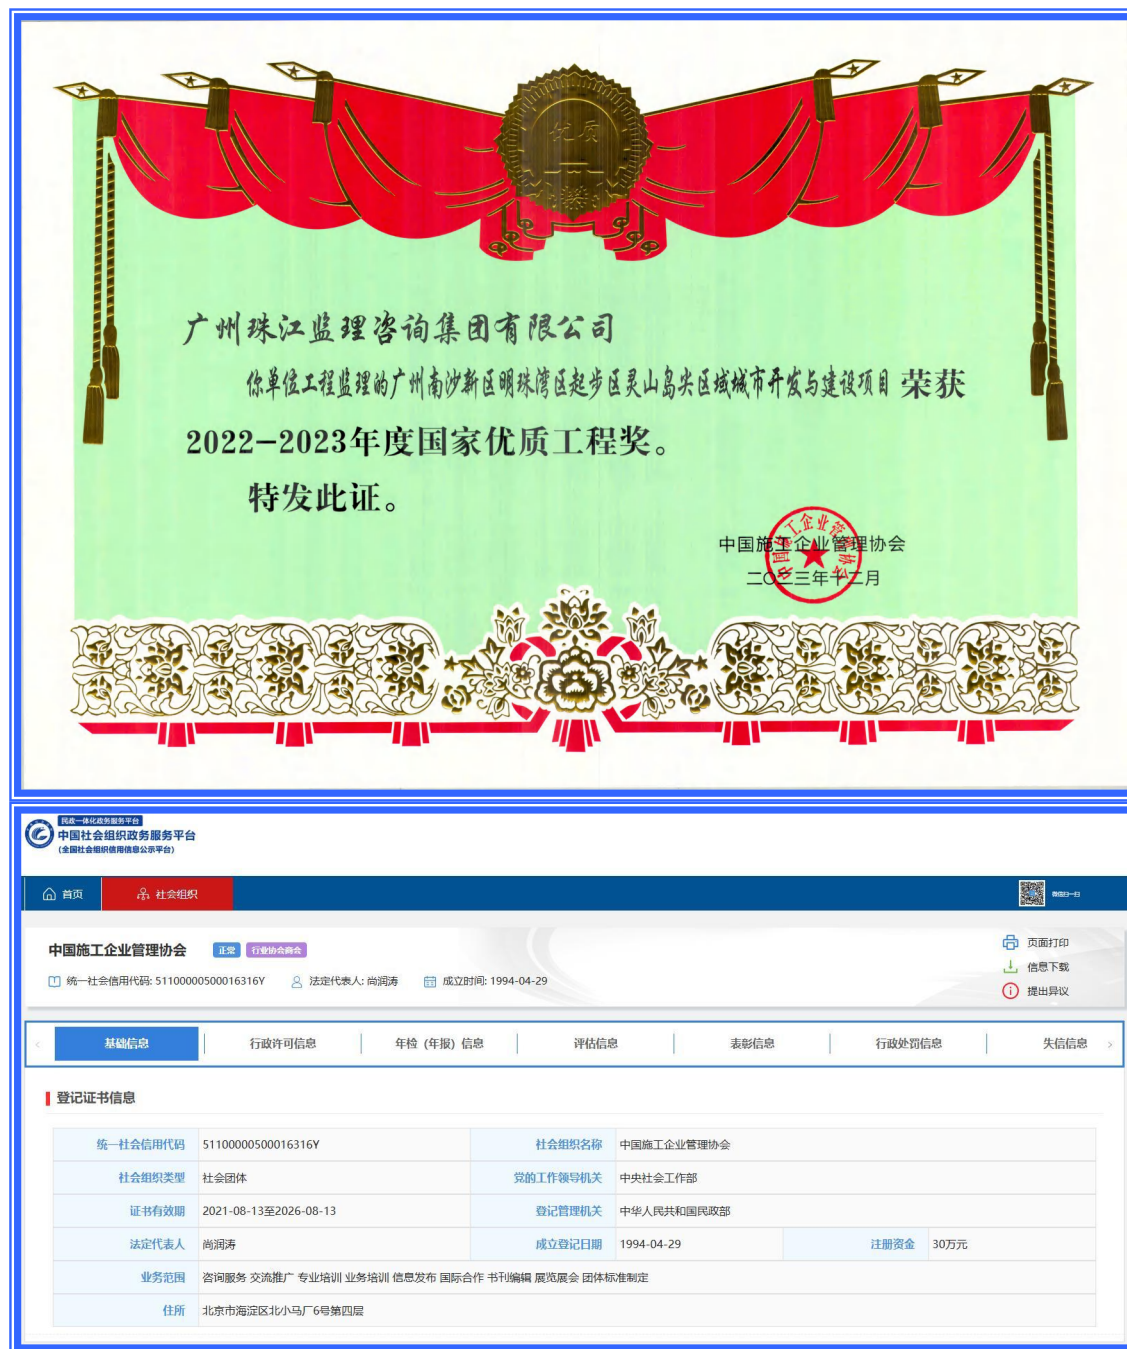 优质
广州珠江监理咨询集团有限公司
你单位工程监理的广州南沙新区明珠湾区起步区灵山岛尖区域城市开发与建设项目 荣获
2022-2023年度国家优质工程奖。
特发此证。
中国施工企业管理协会
二〇二三年十二月
中国施工企业管理协会
民政一体化政务服务平台
中国社会组织政务服务平台
(全国社会组织信用信息公示平台)
首页 社会组织 微信扫一扫
中国施工企业管理协会 正常 行业协会商会
页面打印
统一社会信用代码: 51100000500016316Y 法定代表人: 尚润涛 成立时间: 1994-04-29
信息下载
提出异议
< 基础信息 行政许可信息 年检 (年报) 信息 评估信息 表彰信息 行政处罚信息 失信信息 >
登记证书信息
统一社会信用代码 51100000500016316Y 社会组织名称 中国施工企业管理协会
社会组织类型 社会团体 党的工作领导机关 中央社会工作部
证书有效期 2021-08-13至2026-08-13 登记管理机关 中华人民共和国民政部
法定代表人 尚润涛 成立登记日期 1994-04-29 注册资金 30万元
业务范围 咨询服务 交流推广 专业培训 业务培训 信息发布 国际合作 书刊编辑 展览展会 团体标准制定
住所 北京市海淀区北小马厂6号第四层